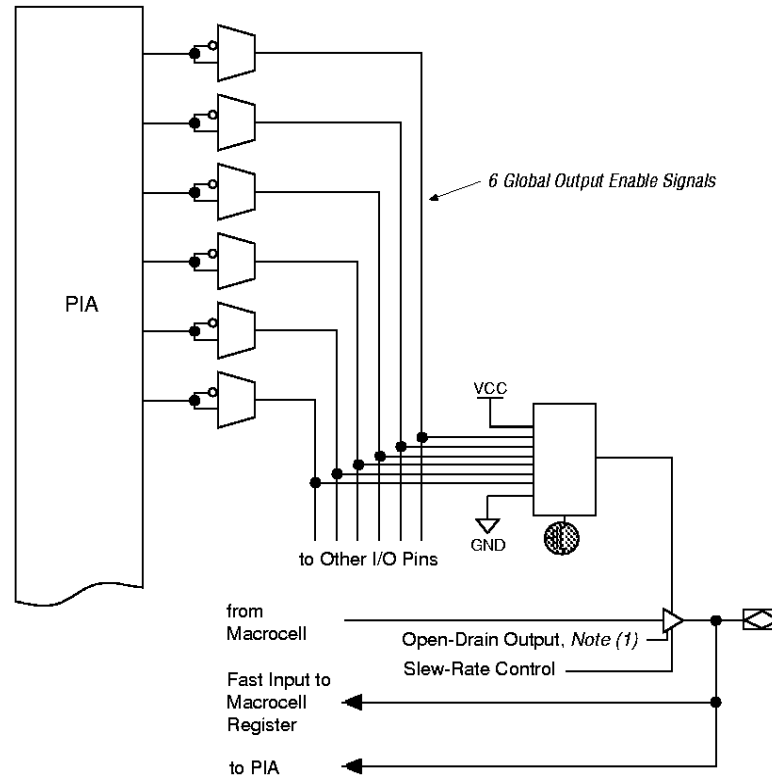 6 Global Output Enable Signals
PIA
VCC
GND
to Other I/O Pins
from
Macrocell
Open-Drain Output, Note (1)
Slew-Rate Control
Fast Input to
Macrocell
Register
to PIA